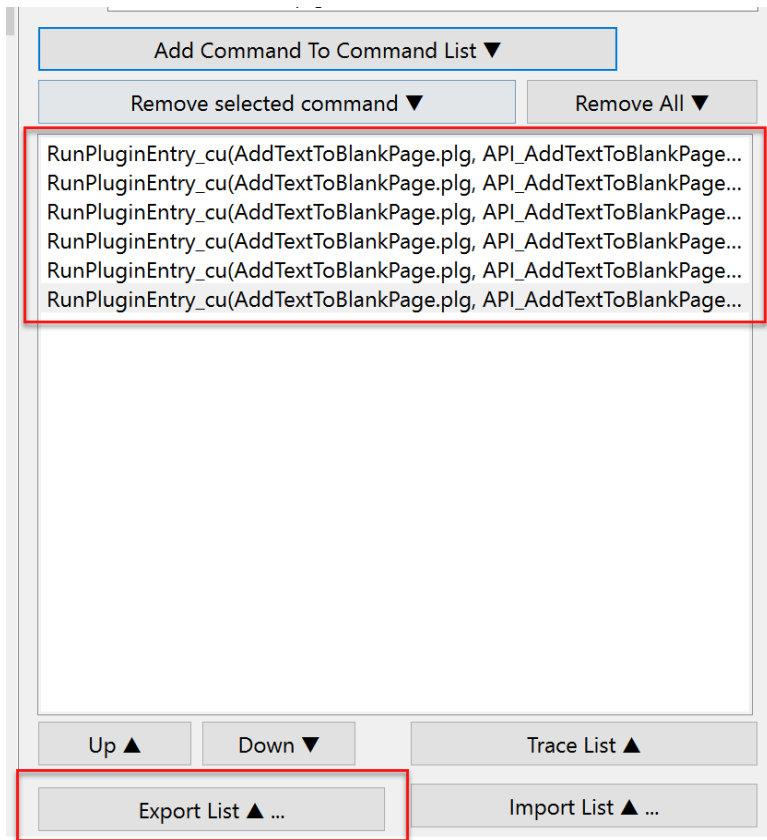 Add Command To Command List ▼
Remove selected command ▼
Remove All ▼
RunPluginEntry_cu(AddTextToBlankPage.plg, API_AddTextToBlankPage...
RunPluginEntry_cu(AddTextToBlankPage.plg, API_AddTextToBlankPage...
RunPluginEntry_cu(AddTextToBlankPage.plg, API_AddTextToBlankPage...
RunPluginEntry_cu(AddTextToBlankPage.plg, API_AddTextToBlankPage...
RunPluginEntry_cu(AddTextToBlankPage.plg, API_AddTextToBlankPage...
RunPluginEntry_cu(AddTextToBlankPage.plg, API_AddTextToBlankPage...
Up ▲
Down ▼
Trace List ▲
Export List ▲ ...
Import List ▲ ...